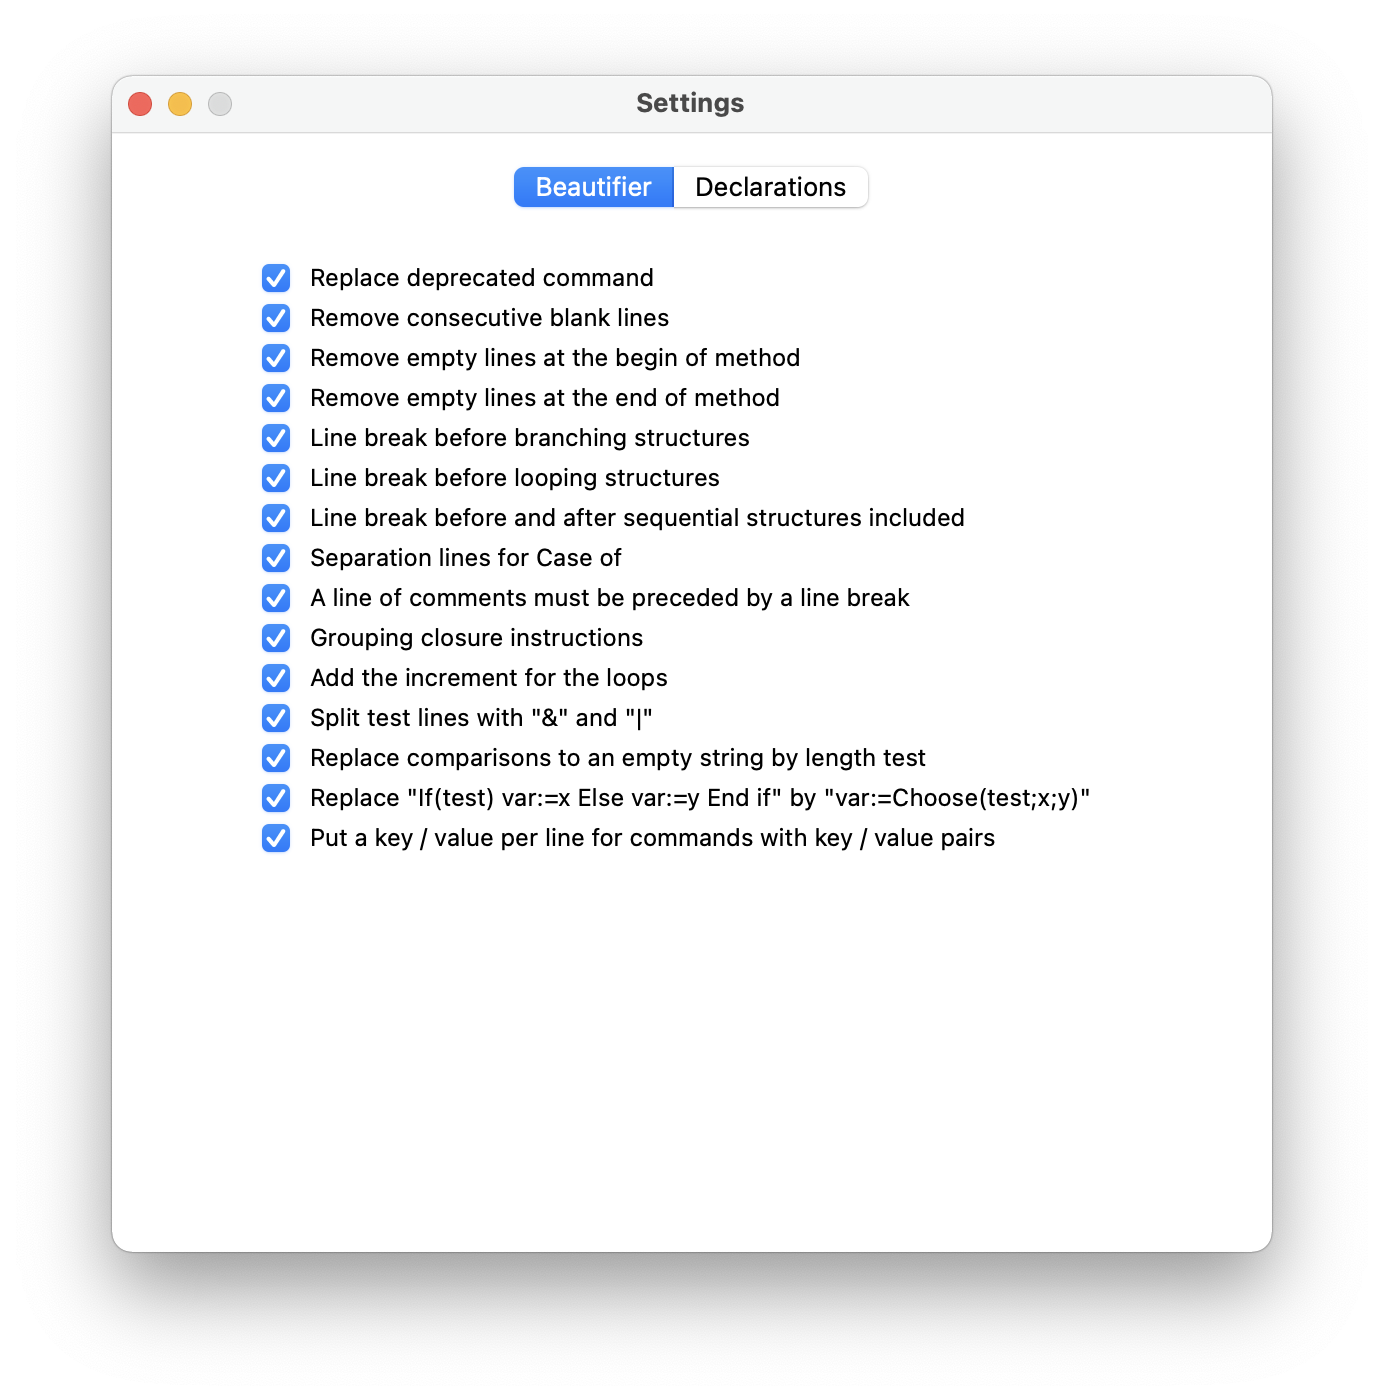 Settings
Beautifier Declarations
Replace deprecated command
Remove consecutive blank lines
Remove empty lines at the begin of method
Remove empty lines at the end of method
Line break before branching structures
Line break before looping structures
Line break before and after sequential structures included
Separation lines for Case of
A line of comments must be preceded by a line break
Grouping closure instructions
Add the increment for the loops
Split test lines with "&" and "|"
Replace comparisons to an empty string by length test
Replace "If(test) var:=x Else var:=y End if" by "var:=Choose(test;x;y)"
Put a key / value per line for commands with key / value pairs